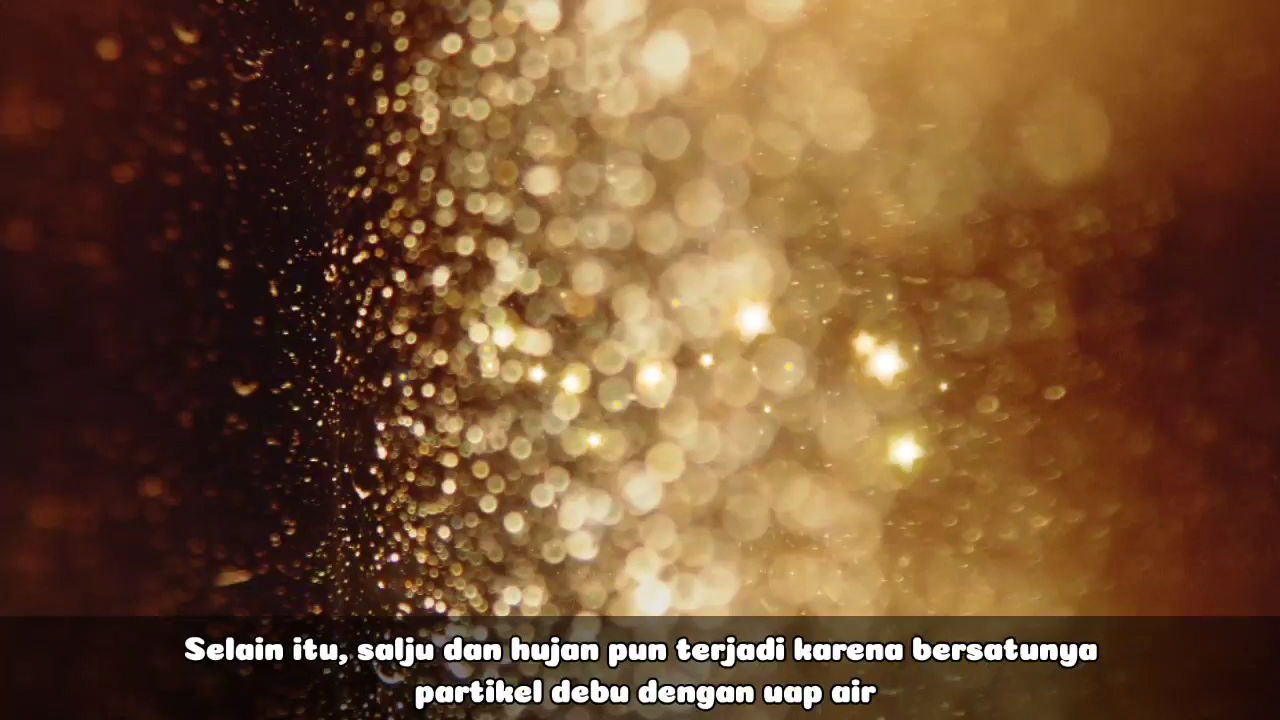 Selain itu, salju dan hujan pun terjadi karena bersatunya
partikel debu dengan uap air